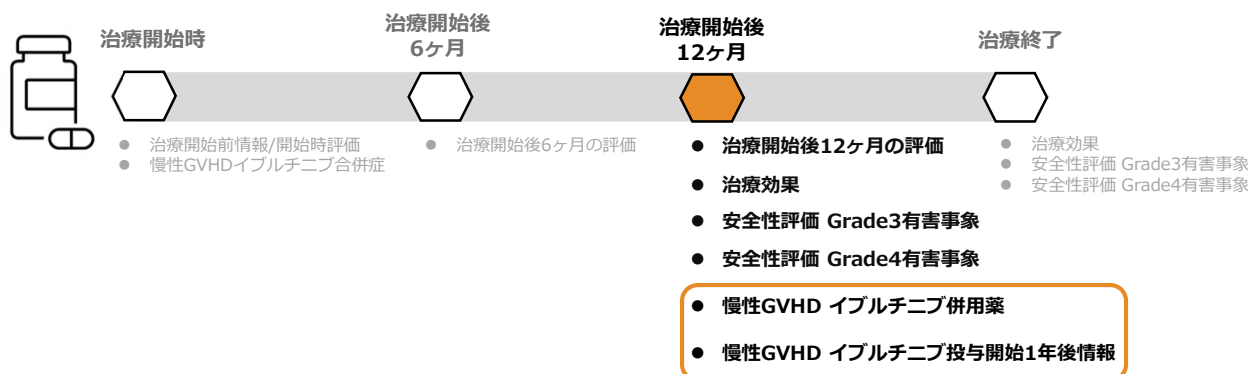 治療開始時
治療開始後
6ヶ月
治療開始後
12ヶ月
治療終了
● 治療開始前情報/開始時評価
● 慢性GVHDイブルチニブ合併症
● 治療開始後6ヶ月の評価
● 治療開始後12ヶ月の評価
● 治療効果
● 安全性評価 Grade3有害事象
● 安全性評価 Grade4有害事象
● 慢性GVHD イブルチニブ併用薬
● 慢性GVHD イブルチニブ投与開始1年後情報
● 治療効果
● 安全性評価 Grade3有害事象
● 安全性評価 Grade4有害事象